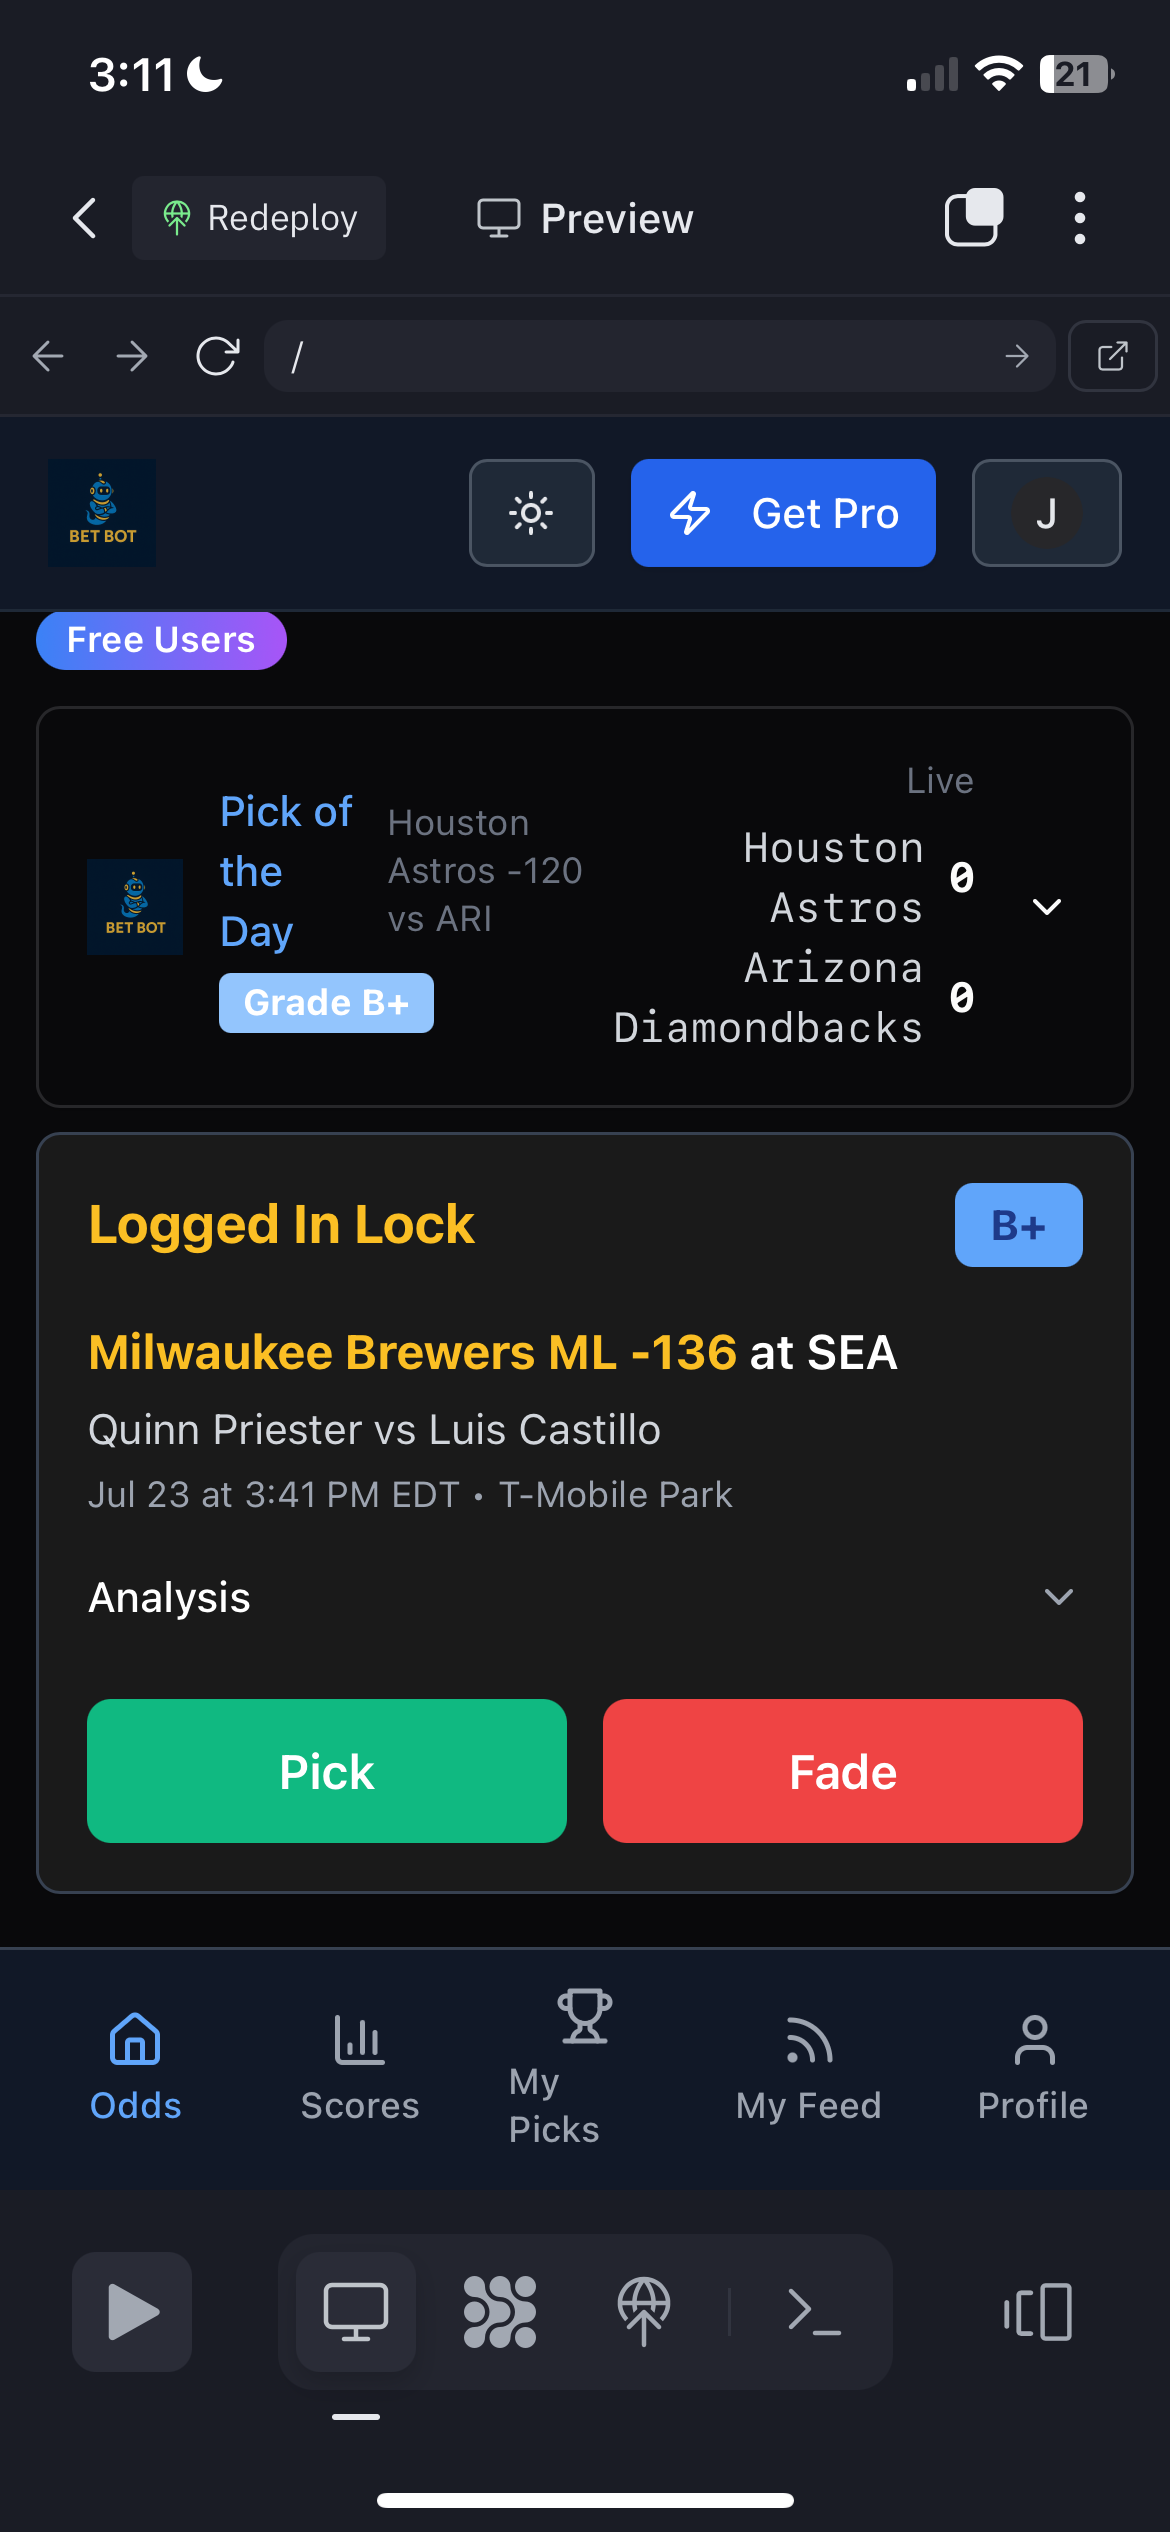 3:11
21
Redeploy
Preview
/
BET BOT
Get Pro
J
Free Users
Live
BET BOT
Pick of
the
Day
Grade B+
Houston
Astros -120
vs ARI
Houston
Astros
0
Arizona
Diamondbacks
0
Logged In Lock
B+
Milwaukee Brewers ML -136 at SEA
Quinn Priester vs Luis Castillo
Jul 23 at 3:41 PM EDT • T-Mobile Park
Analysis
Pick
Fade
Odds
Scores
My
Picks
My Feed
Profile